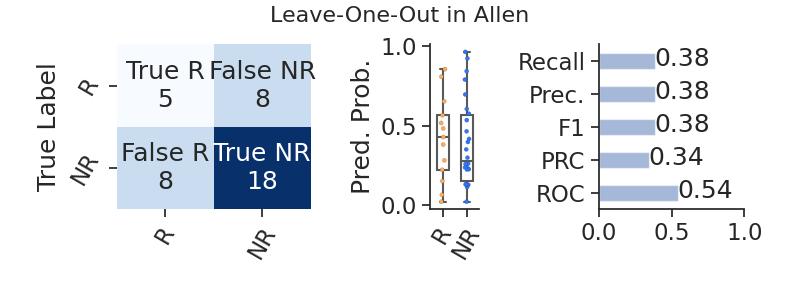 Leave-One-Out in Allen
True Label
R
NR
True R
5
False NR
8
False R
8
True NR
18
R
NR
Pred. Prob.
1.0
0.5
0.0
R
NR
Recall
0.38
Prec.
0.38
F1
0.38
PRC
0.34
ROC
0.54
0.0
0.5
1.0